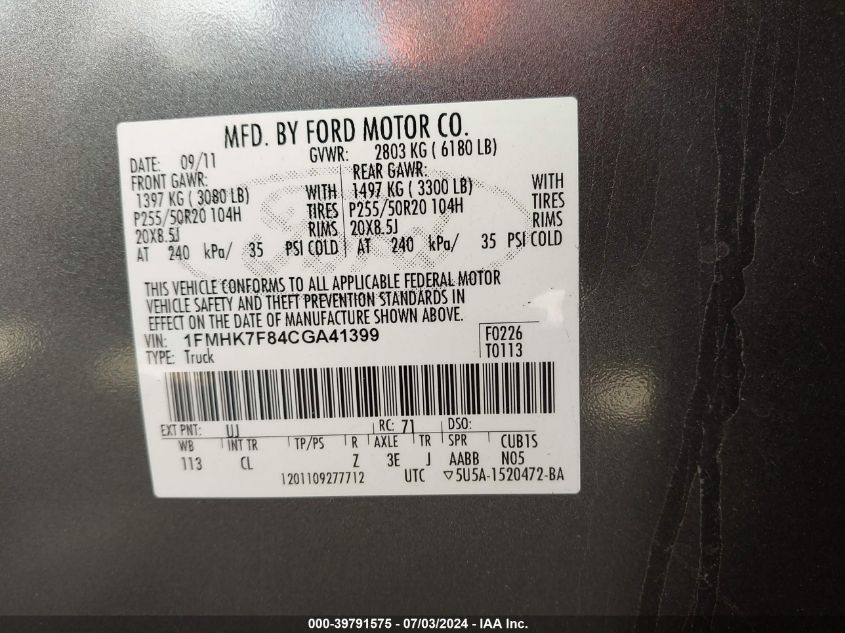 MFD. BY FORD MOTOR CO.
DATE: 09/11 GVWR: 2803 KG ( 6180 LB)
FRONT GAWR: REAR GAWR:
1397 KG ( 3080 LB) WITH 1497 KG ( 3300 LB) WITH
P255/50R20 104H TIRES P255/50R20 104H TIRES
20X8.5J RIMS 20X8.5J RIMS
AT 240 kPa/ 35 PSI COLD AT 240 kPa/ 35 PSI COLD
THIS VEHICLE CONFORMS TO ALL APPLICABLE FEDERAL MOTOR
VEHICLE SAFETY AND THEFT PREVENTION STANDARDS IN
EFFECT ON THE DATE OF MANUFACTURE SHOWN ABOVE.
VIN: 1FMHK7F84CGA41399 F0226
TYPE: Truck T0113
EXT PNT: UJ RC: 71 DSO:
WB INT TR TP/PS R AXLE TR SPR CUB1S
113 CL Z 3E J AABB N05
1201109277712 UTC ▽5U5A-1520472-BA
000-39791575 / 07/03/2024 - IAA Inc.